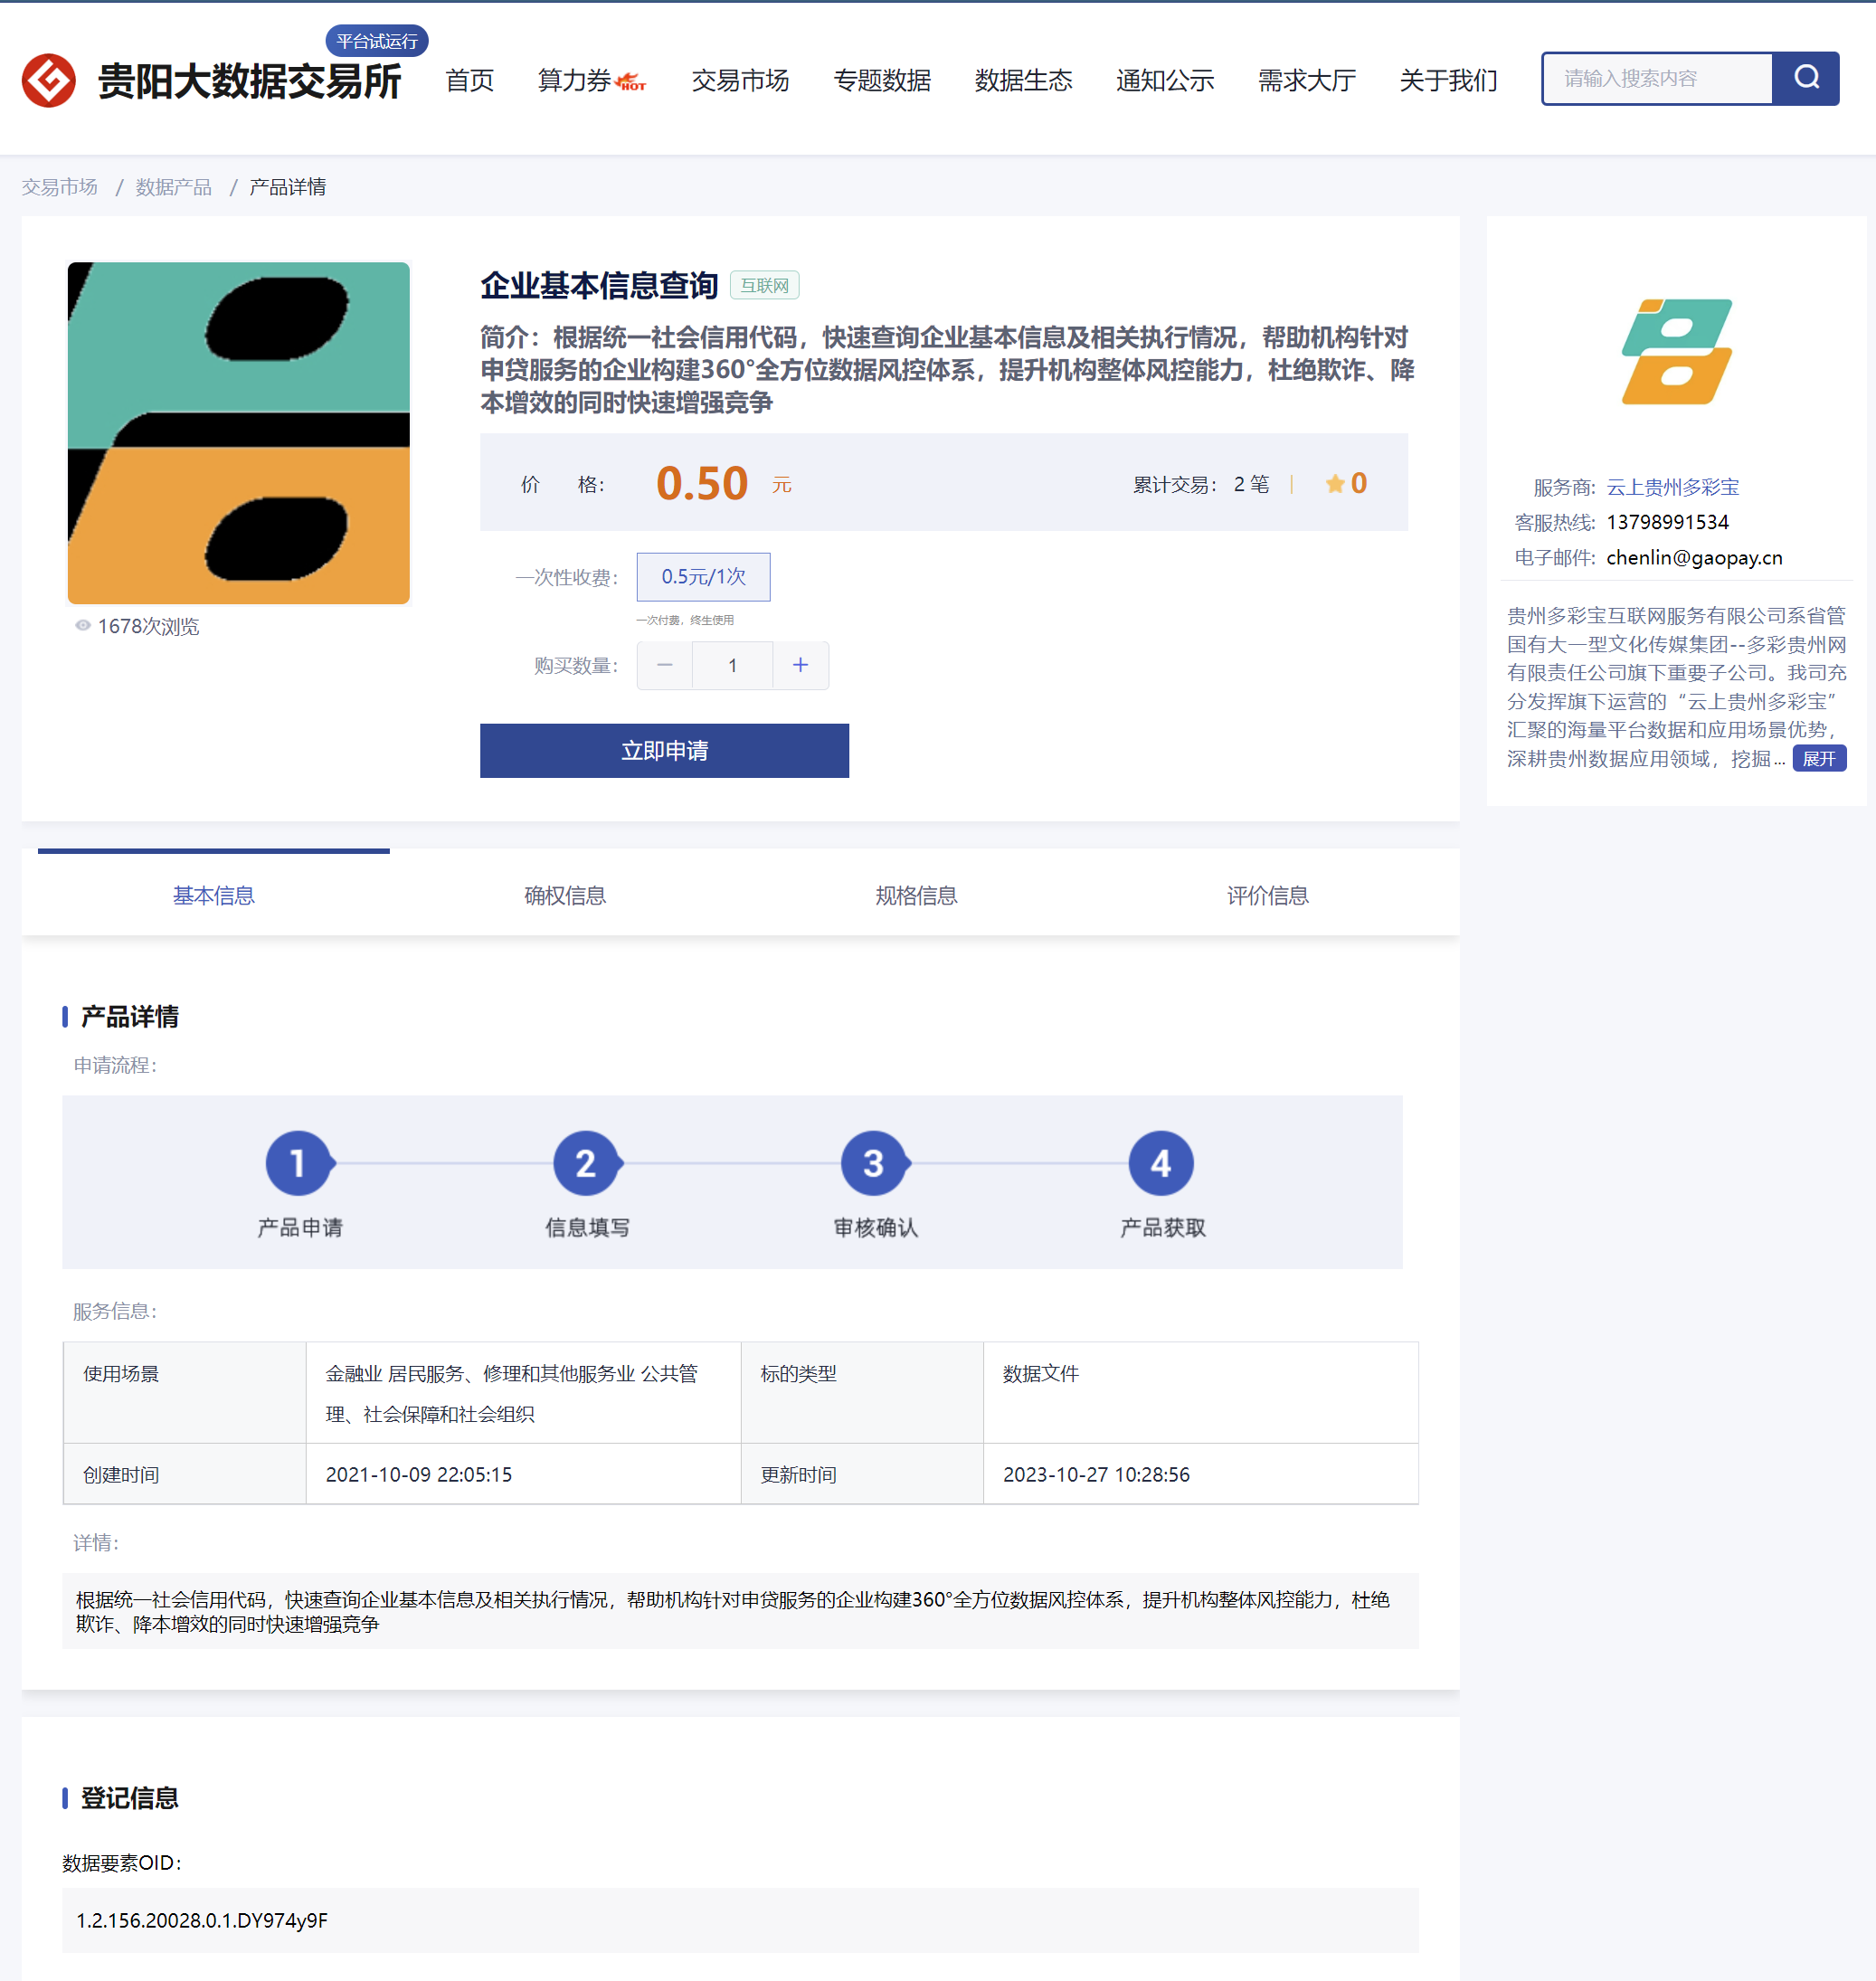 平台试运行
贵阳大数据交易所
首页
算力券
HOT
交易市场
专题数据
数据生态
通知公示
需求大厅
关于我们
请输入搜索内容
交易市场 / 数据产品 / 产品详情
企业基本信息查询
互联网
简介：根据统一社会信用代码，快速查询企业基本信息及相关执行情况，帮助机构针对
申贷服务的企业构建360°全方位数据风控体系，提升机构整体风控能力，杜绝欺诈、降
本增效的同时快速增强竞争
价 格： 0.50 元
累计交易： 2 笔
0
一次性收费： 0.5元/1次
一次付费，终生使用
购买数量： － 1 +
立即申请
1678次浏览
服务商: 云上贵州多彩宝
客服热线: 13798991534
电子邮件: chenlin@gaopay.cn
贵州多彩宝互联网服务有限公司系省管
国有大一型文化传媒集团--多彩贵州网
有限责任公司旗下重要子公司。我司充
分发挥旗下运营的“云上贵州多彩宝”
汇聚的海量平台数据和应用场景优势，
深耕贵州数据应用领域，挖掘... 展开
基本信息
确权信息
规格信息
评价信息
产品详情
申请流程：
1
2
3
4
产品申请
信息填写
审核确认
产品获取
服务信息：
使用场景
金融业 居民服务、修理和其他服务业 公共管
理、社会保障和社会组织
标的类型
数据文件
创建时间
2021-10-09 22:05:15
更新时间
2023-10-27 10:28:56
详情：
根据统一社会信用代码，快速查询企业基本信息及相关执行情况，帮助机构针对申贷服务的企业构建360°全方位数据风控体系，提升机构整体风控能力，杜绝
欺诈、降本增效的同时快速增强竞争
登记信息
数据要素OID：
1.2.156.20028.0.1.DY974y9F